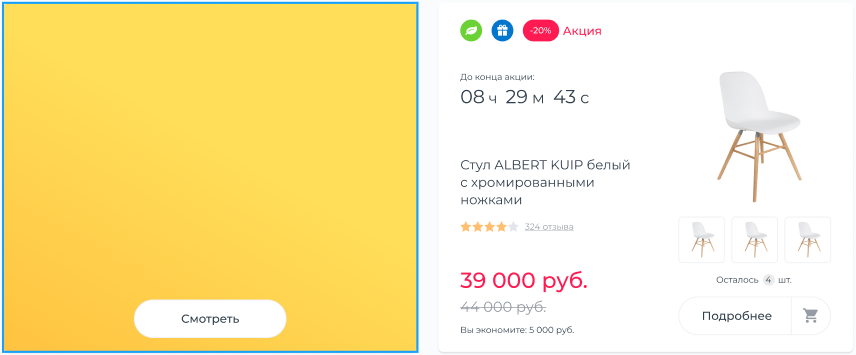 Смотреть
-20% Акция
До конца акции:
08 ч 29 м 43 с
Стул ALBERT KUIP белый
с хромированными
ножками
324 отзыва
39 000 руб.
44 000 руб.
Вы экономите: 5 000 руб.
Осталось 4 шт.
Подробнее